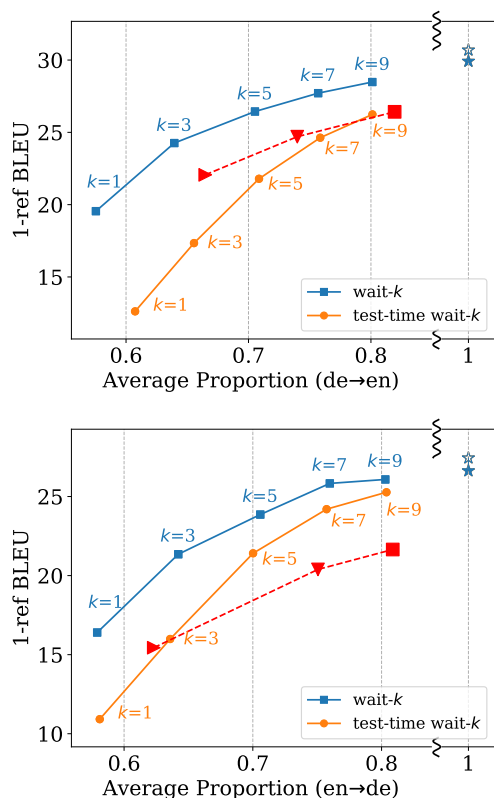 30
25
20
15
1-ref BLEU
k=1
k=3
k=5
k=7
k=9
k=1
k=3
k=5
k=7
k=9
wait-k
test-time wait-k
0.6
0.7
0.8
1
Average Proportion (de→en)
25
20
15
10
1-ref BLEU
k=1
k=3
k=5
k=7
k=9
k=1
k=3
k=5
k=7
k=9
wait-k
test-time wait-k
0.6
0.7
0.8
1
Average Proportion (en→de)